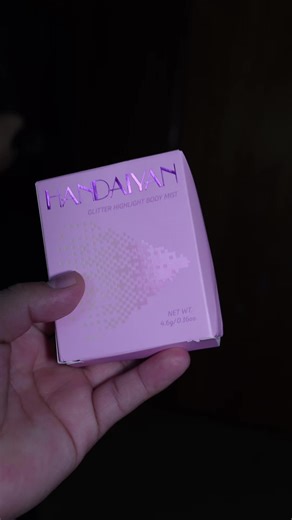 HANDAIYAN
GLITTER HIGHLIGHT BODY MIST
NET WT.